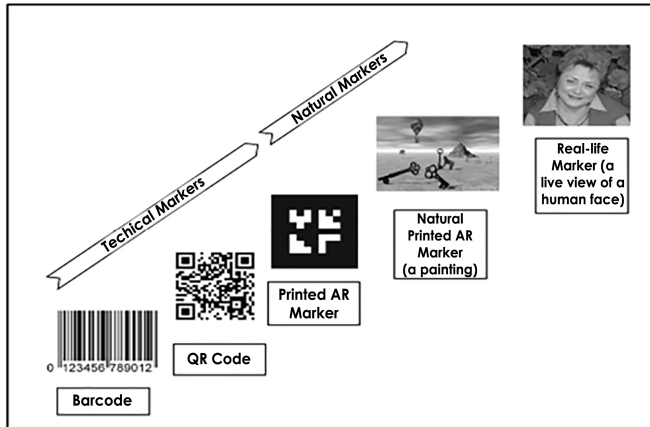 Natural Markers
Techical Markers
Real-life
Marker (a
live view of a
human face)
Natural
Printed AR
Marker
(a painting)
Printed AR
Marker
QR Code
0 123456 789012
Barcode